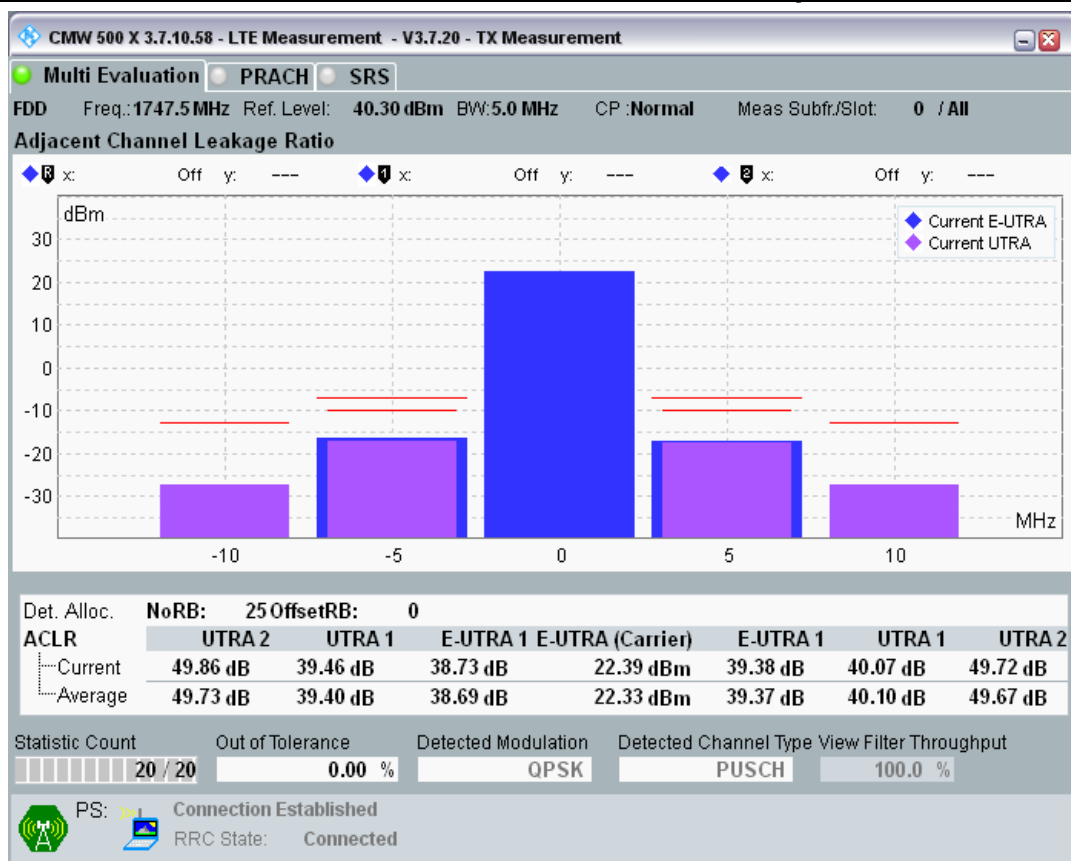 CMW 500 X 3.7.10.58 - LTE Measurement - V3.7.20 - TX Measurement
Multi Evaluation PRACH SRS
FDD Freq.: 1747.5 MHz Ref. Level: 40.30 dBm BW: 5.0 MHz CP : Normal Meas Subfr./Slot: 0 / All
Adjacent Channel Leakage Ratio
R x: Off y: --- 1 x: Off y: --- 2 x: Off y: ---
dBm
Current E-UTRA
Current UTRA
30
20
10
0
-10
-20
-30
MHz
-10 -5 0 5 10
Det. Alloc. NoRB: 25 OffsetRB: 0
ACLR UTRA 2 UTRA 1 E-UTRA 1 E-UTRA (Carrier) E-UTRA 1 UTRA 1 UTRA 2
Current 49.86 dB 39.46 dB 38.73 dB 22.39 dBm 39.38 dB 40.07 dB 49.72 dB
Average 49.73 dB 39.40 dB 38.69 dB 22.33 dBm 39.37 dB 40.10 dB 49.67 dB
Statistic Count Out of Tolerance Detected Modulation Detected Channel Type View Filter Throughput
20 / 20 0.00 % QPSK PUSCH 100.0 %
PS: Connection Established
RRC State: Connected